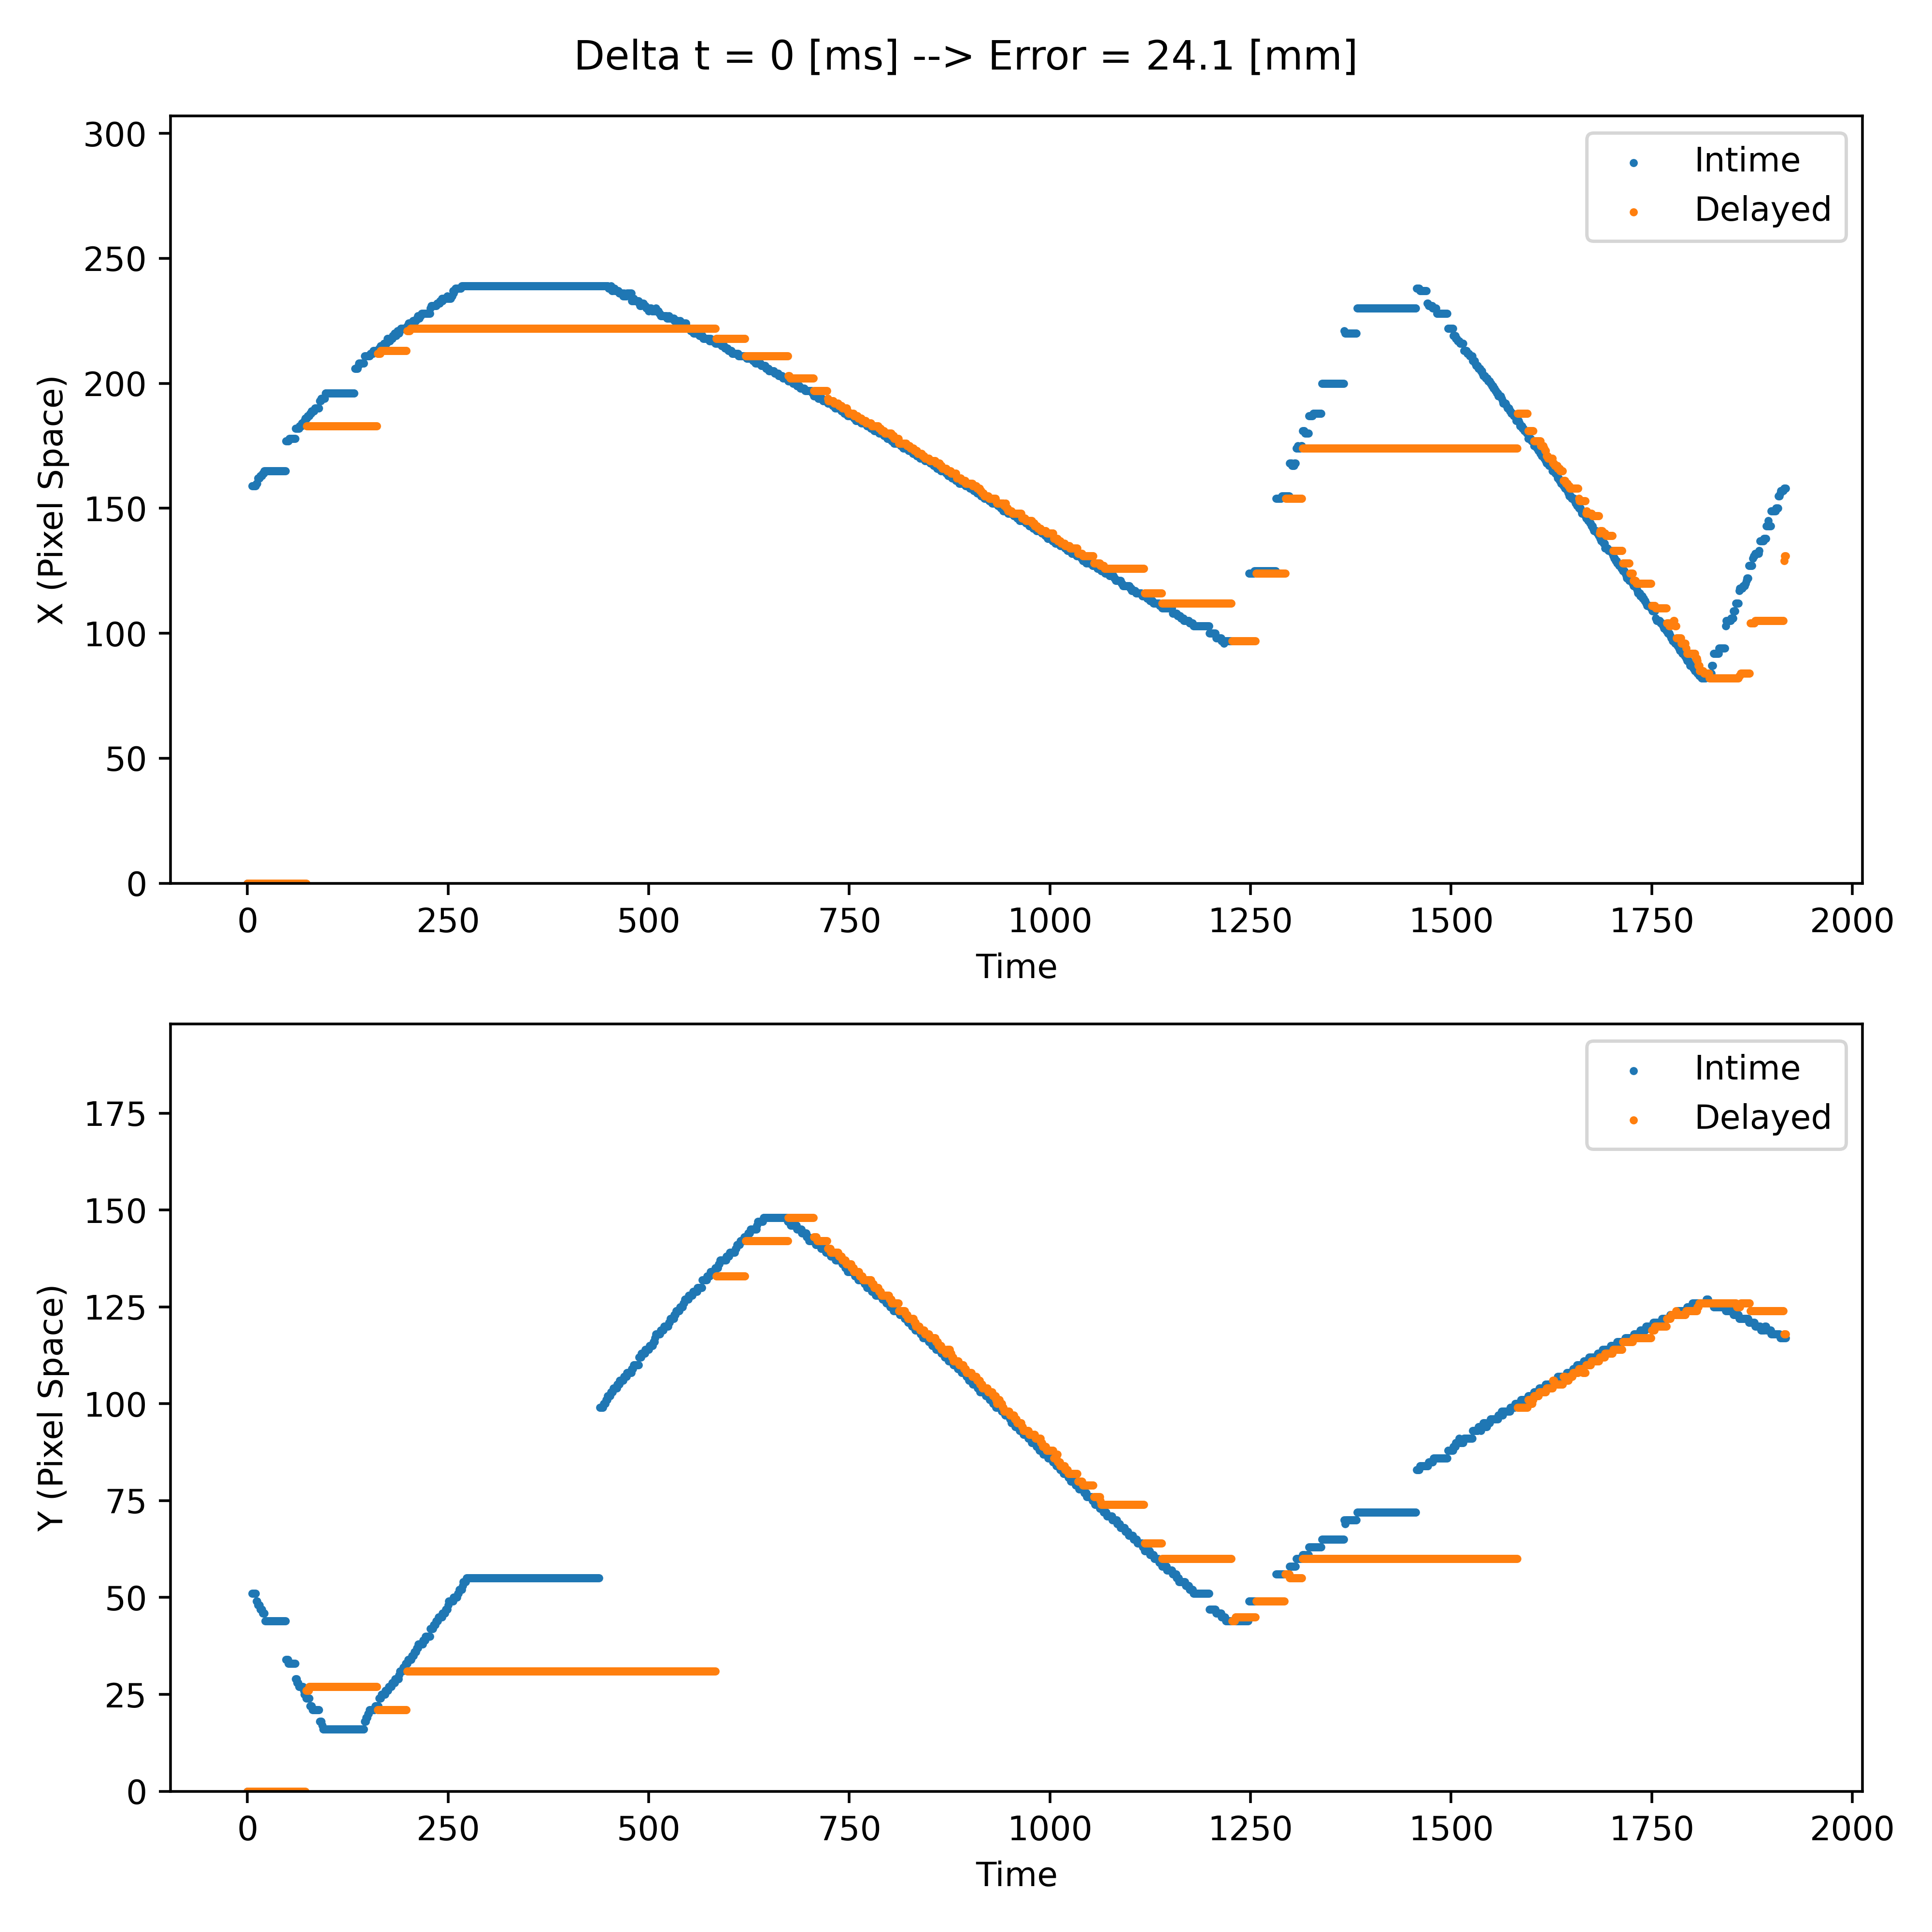 Delta t = 0 [ms] --> Error = 24.1 [mm]
300
250
200
150
100
50
0
X (Pixel Space)
Intime
Delayed
0 250 500 750 1000 1250 1500 1750 2000
Time
175
150
125
100
75
50
25
0
Y (Pixel Space)
Intime
Delayed
0 250 500 750 1000 1250 1500 1750 2000
Time